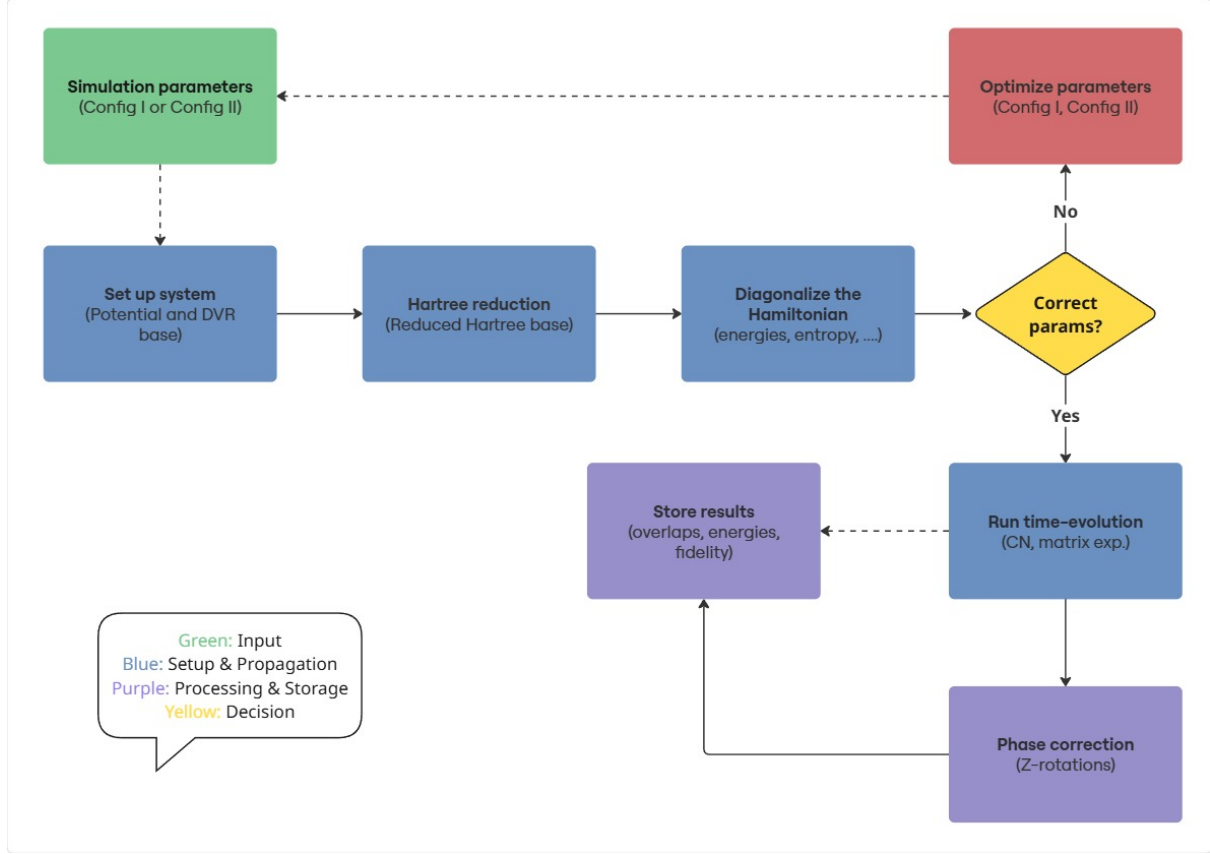 Simulation parameters
(Config I or Config II)
Optimize parameters
(Config I, Config II)
No
Set up system
(Potential and DVR
base)
Hartree reduction
(Reduced Hartree base)
Diagonalize the
Hamiltonian
(energies, entropy, ....)
Correct
params?
Yes
Store results
(overlaps, energies,
fidelity)
Run time-evolution
(CN, matrix exp.)
Green: Input
Blue: Setup & Propagation
Purple: Processing & Storage
Yellow: Decision
Phase correction
(Z-rotations)